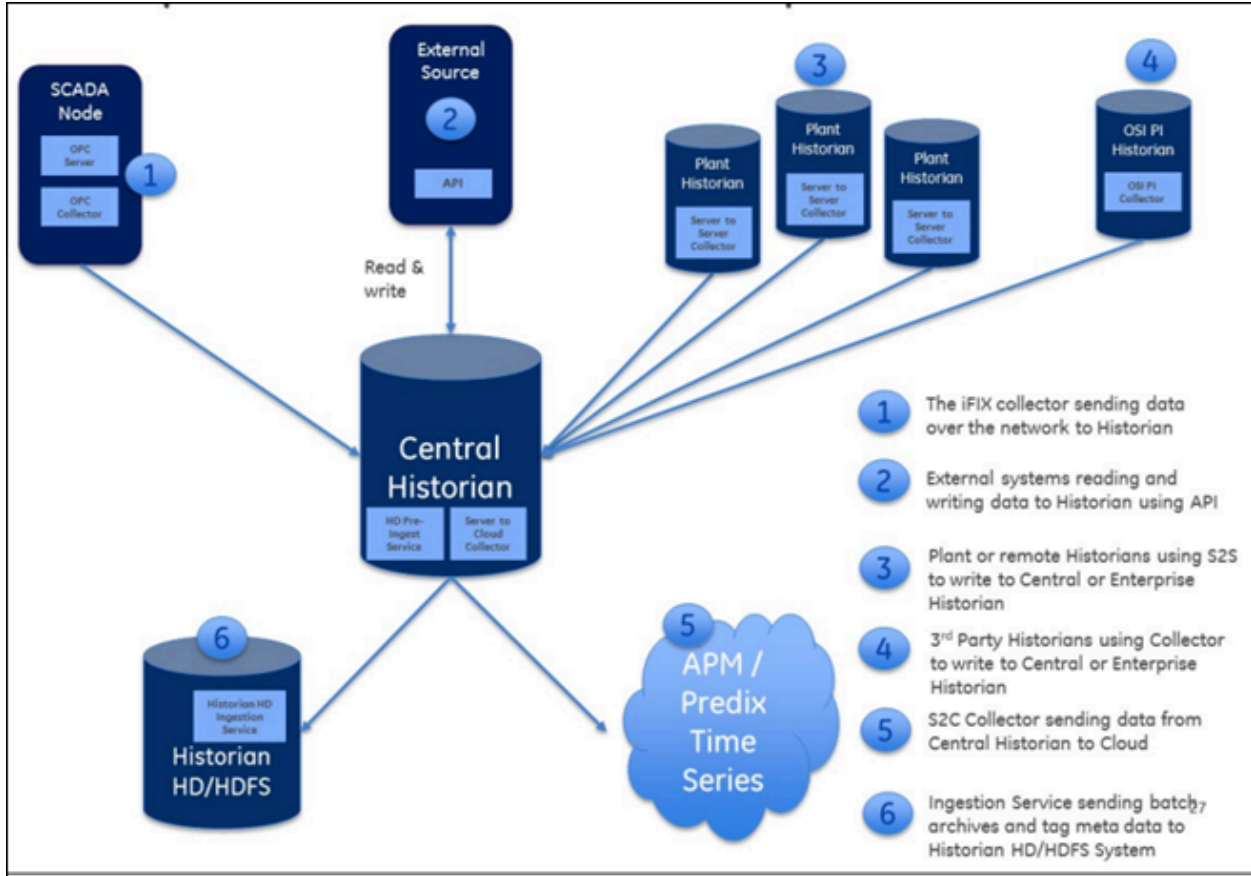 SCADA
Node
OPC
Server
OPC
Collector
1
External
Source
2
API
Read &
write
3
Plant
Historian
Server to
Server
Collector
Plant
Historian
Server to
Server
Collector
Plant
Historian
Server to
Server
Collector
4
OSI PI
Historian
OSI PI
Collector
Central
Historian
HD Pre-
Ingest
Service
Server to
Cloud
Collector
6
Historian HD
Ingestion
Service
Historian
HD/HDFS
5
APM /
Predix
Time
Series
1
The iFIX collector sending data
over the network to Historian
2
External systems reading and
writing data to Historian using API
3
Plant or remote Historians using S2S
to write to Central or Enterprise
Historian
4
3rd Party Historians using Collector
to write to Central or Enterprise
Historian
5
S2C Collector sending data from
Central Historian to Cloud
6
Ingestion Service sending batch 27
archives and tag meta data to
Historian HD/HDFS System